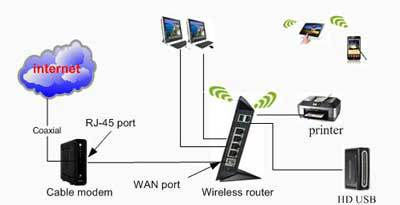 internet
Coaxial
RJ-45 port
printer
WAN port
Cable modem
Wireless router
HD USB